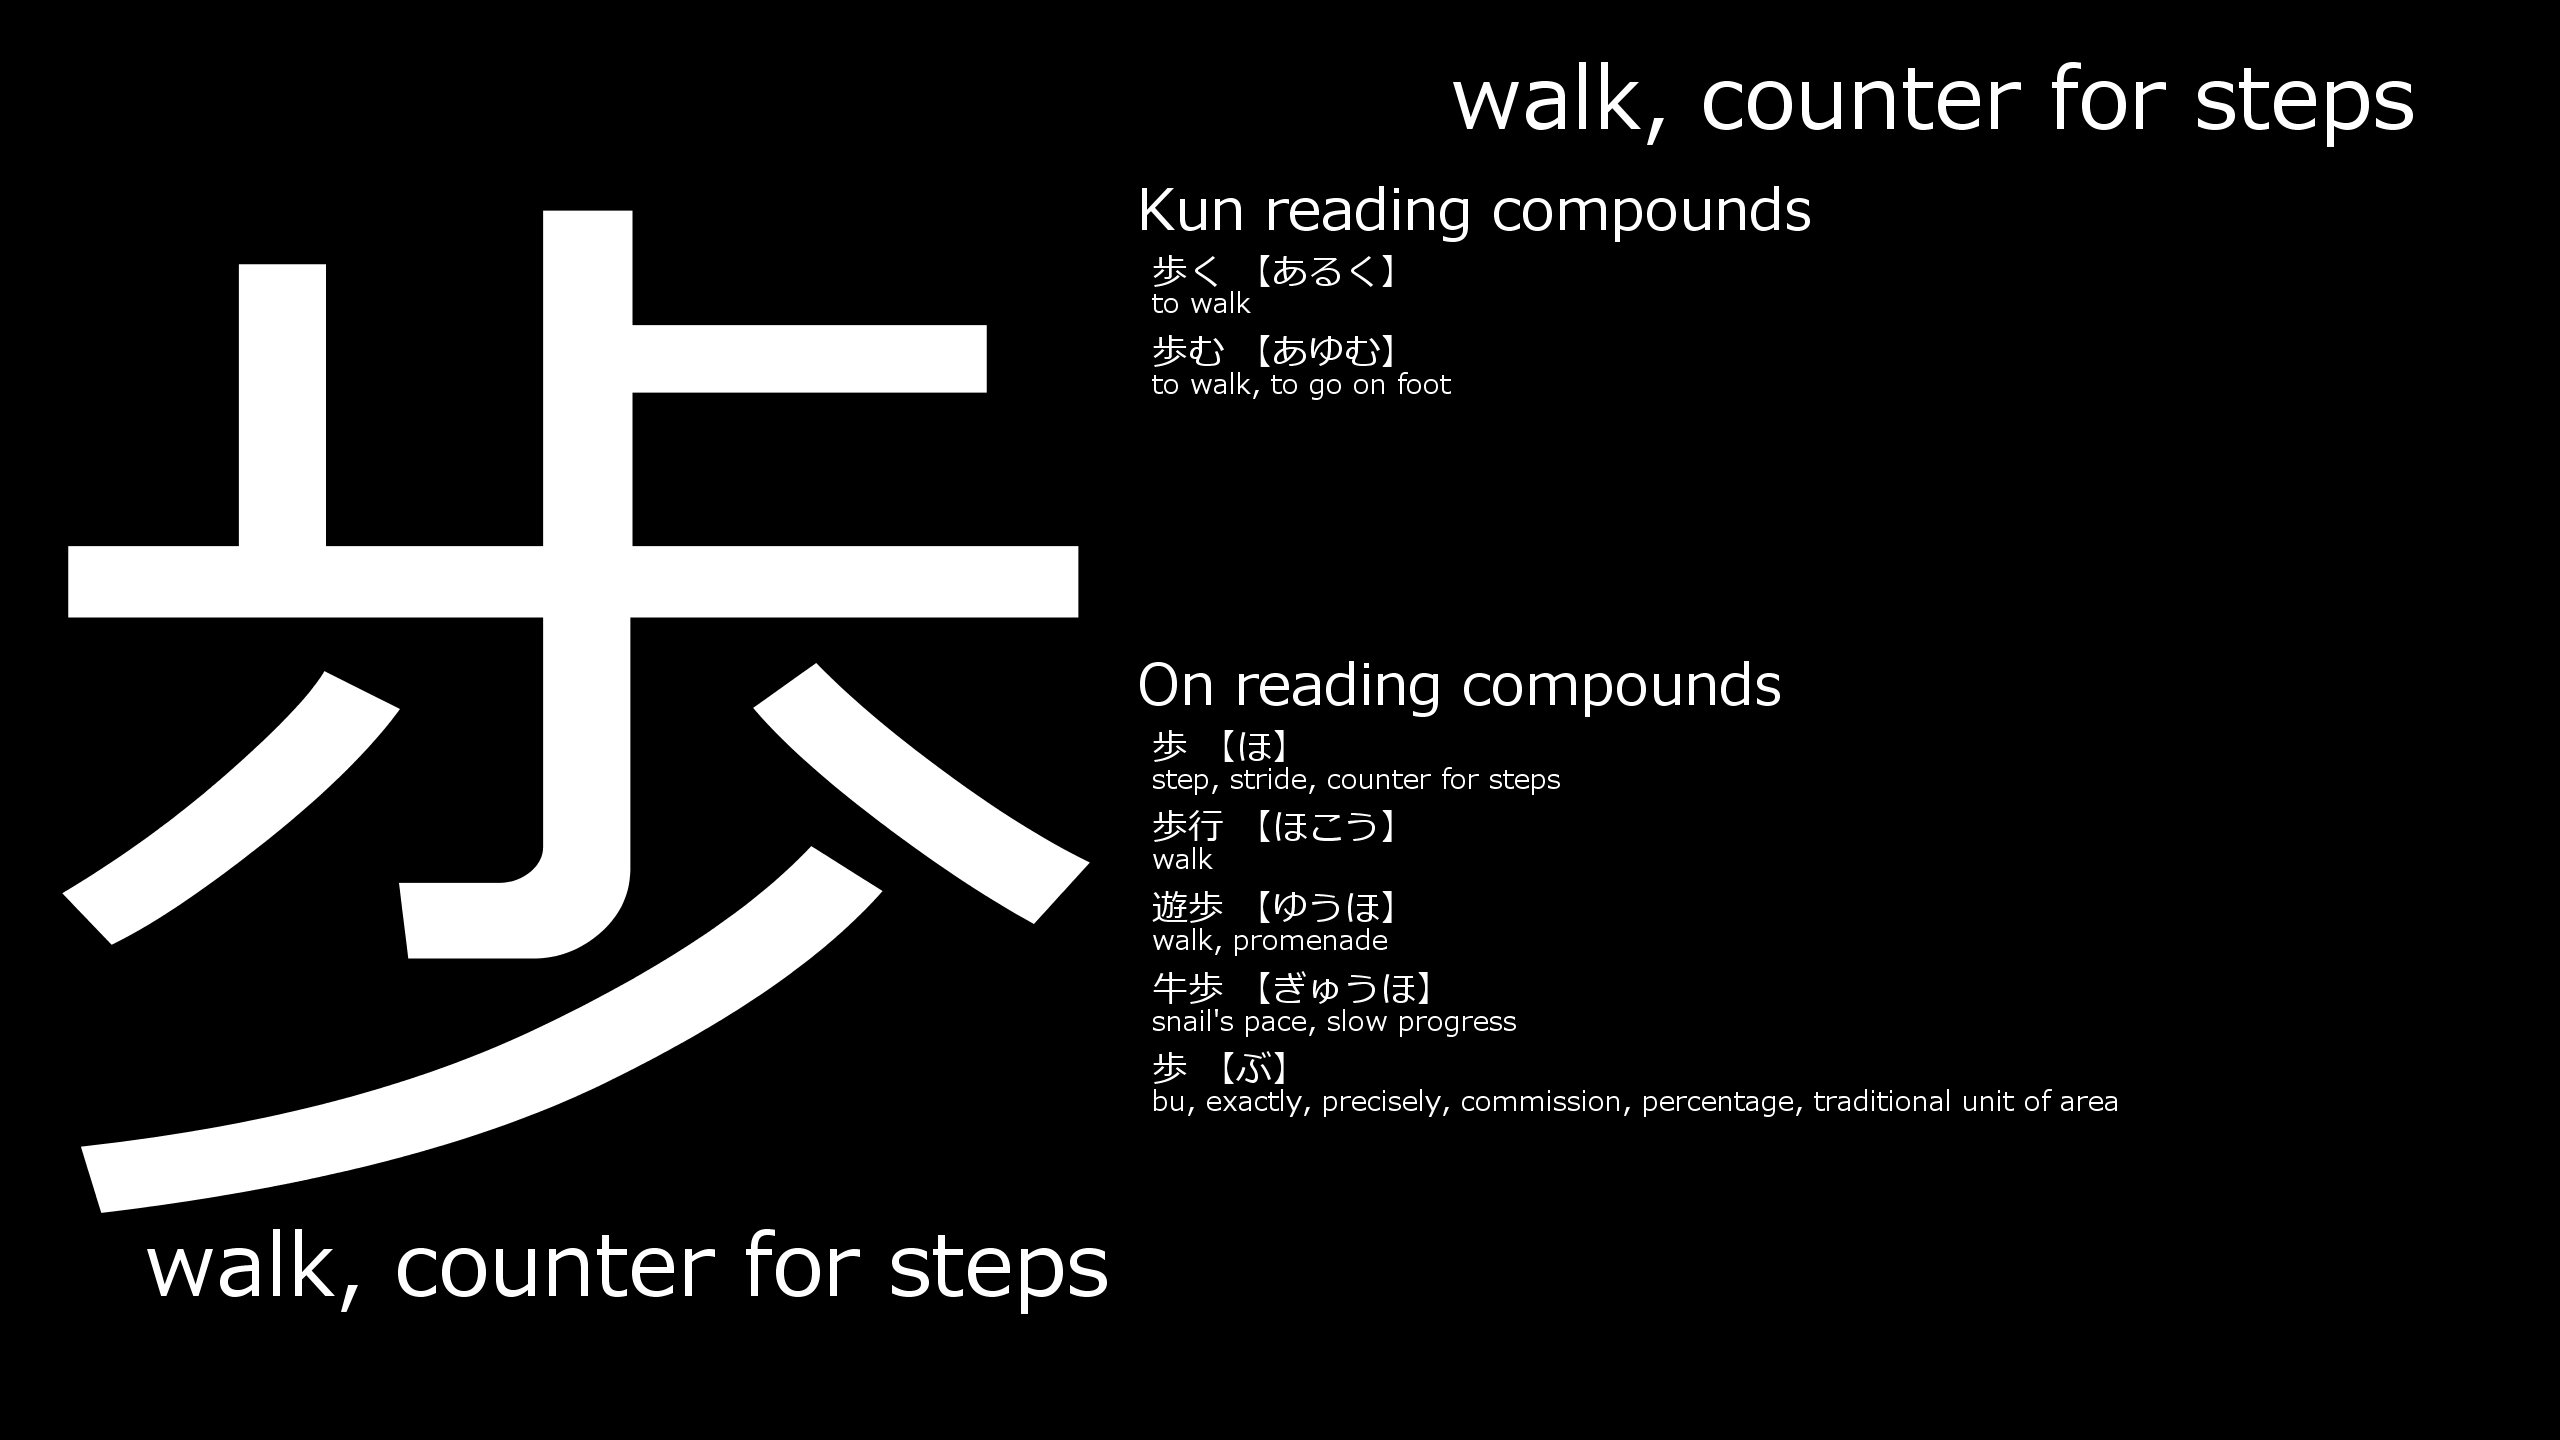 walk, counter for steps
歩
Kun reading compounds
歩く 【あるく】
to walk
歩む 【あゆむ】
to walk, to go on foot
On reading compounds
歩 【ほ】
step, stride, counter for steps
歩行 【ほこう】
walk
遊歩 【ゆうほ】
walk, promenade
牛歩 【ぎゅうほ】
snail's pace, slow progress
歩 【ぶ】
bu, exactly, precisely, commission, percentage, traditional unit of area
walk, counter for steps